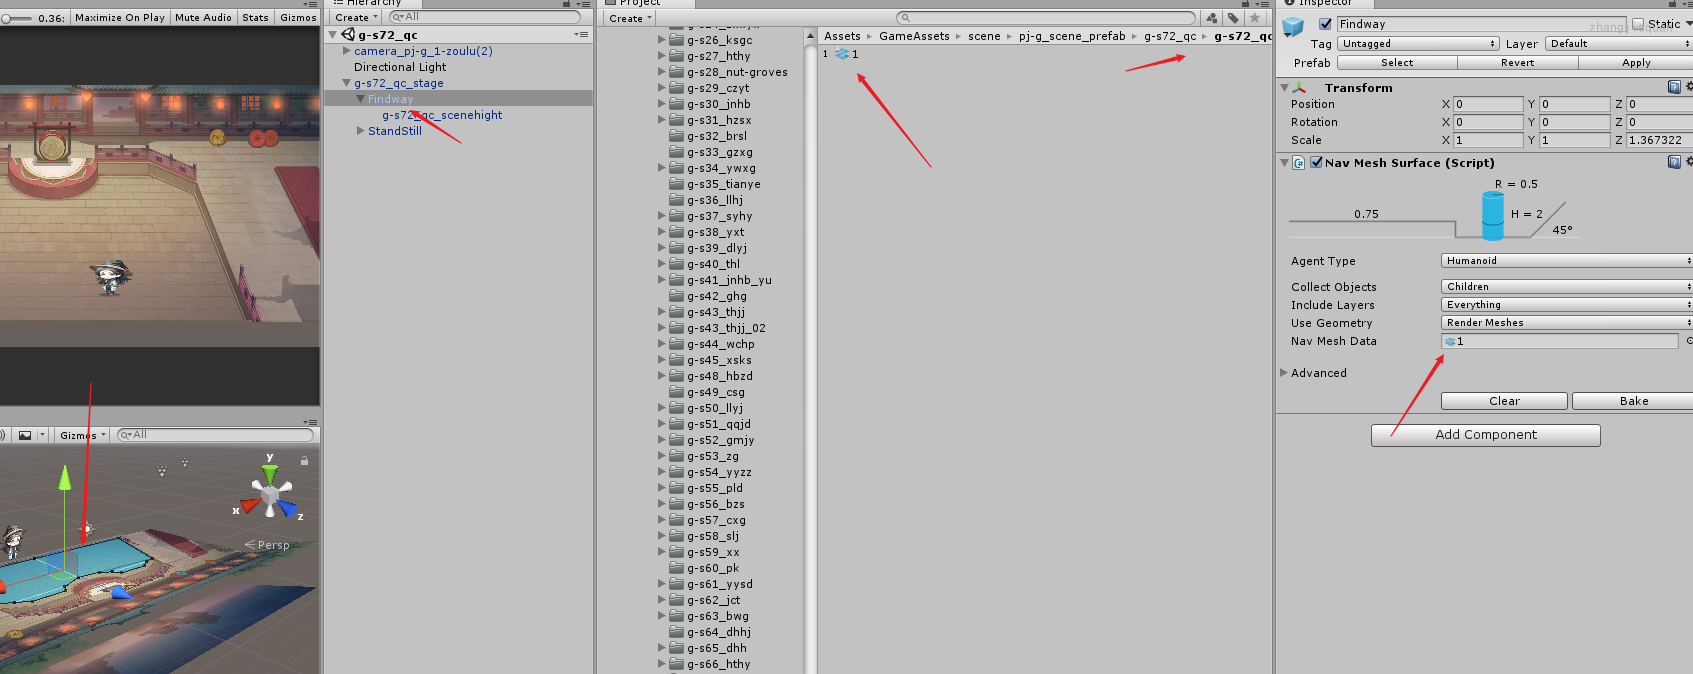 0.36:
Maximize On Play
Mute Audio
Stats
Gizmos
Gizmos
All
y
x
z
Persp
Hierarchy
Create
All
g-s72_qc
camera_pj-g_1-zoulu(2)
Directional Light
g-s72_qc_stage
Findway
g-s72_qc_scenehight
StandStill
Project
Create
g-s26_ksgc
g-s27_hthy
g-s28_nut-groves
g-s29_czyt
g-s30_jnhb
g-s31_hzsx
g-s32_brsl
g-s33_gzxg
g-s34_ywxg
g-s35_tianye
g-s36_llhj
g-s37_syhy
g-s38_yxt
g-s39_dlyj
g-s40_thl
g-s41_jnhb_yu
g-s42_ghg
g-s43_thjj
g-s43_thjj_02
g-s44_wchp
g-s45_xsks
g-s48_hbzd
g-s49_csg
g-s50_llyj
g-s51_qqjd
g-s52_gmjy
g-s53_zg
g-s54_yyzz
g-s55_pld
g-s56_bzs
g-s57_cxg
g-s58_slj
g-s59_xx
g-s60_pk
g-s61_yysd
g-s62_jct
g-s63_bwg
g-s64_dhhj
g-s65_dhh
g-s66_hthy
Assets GameAssets scene pj-g_scene_prefab g-s72_qc g-s72_qc
1 1
Inspector
Findway Static
Tag Untagged Layer Default
Prefab Select Revert Apply
Transform
Position X 0 Y 0 Z 0
Rotation X 0 Y 0 Z 0
Scale X 1 Y 1 Z 1.367322
Nav Mesh Surface (Script)
R = 0.5
0.75
H = 2
45°
Agent Type Humanoid
Collect Objects Children
Include Layers Everything
Use Geometry Render Meshes
Nav Mesh Data 1
Advanced
Clear Bake
Add Component